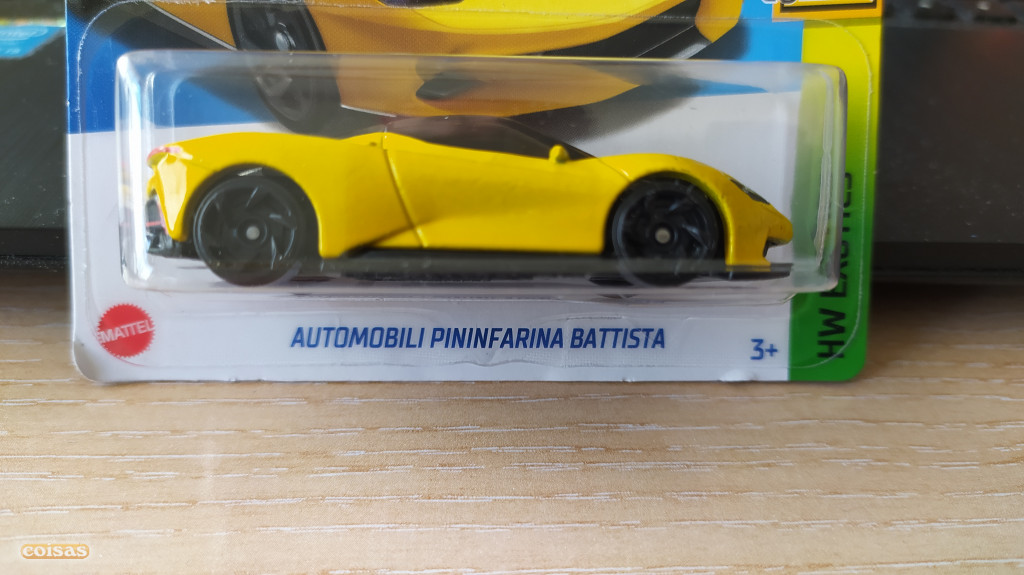 MATTEL
AUTOMOBILI PININFARINA BATTISTA
3+
HW EXOTICS
coisas